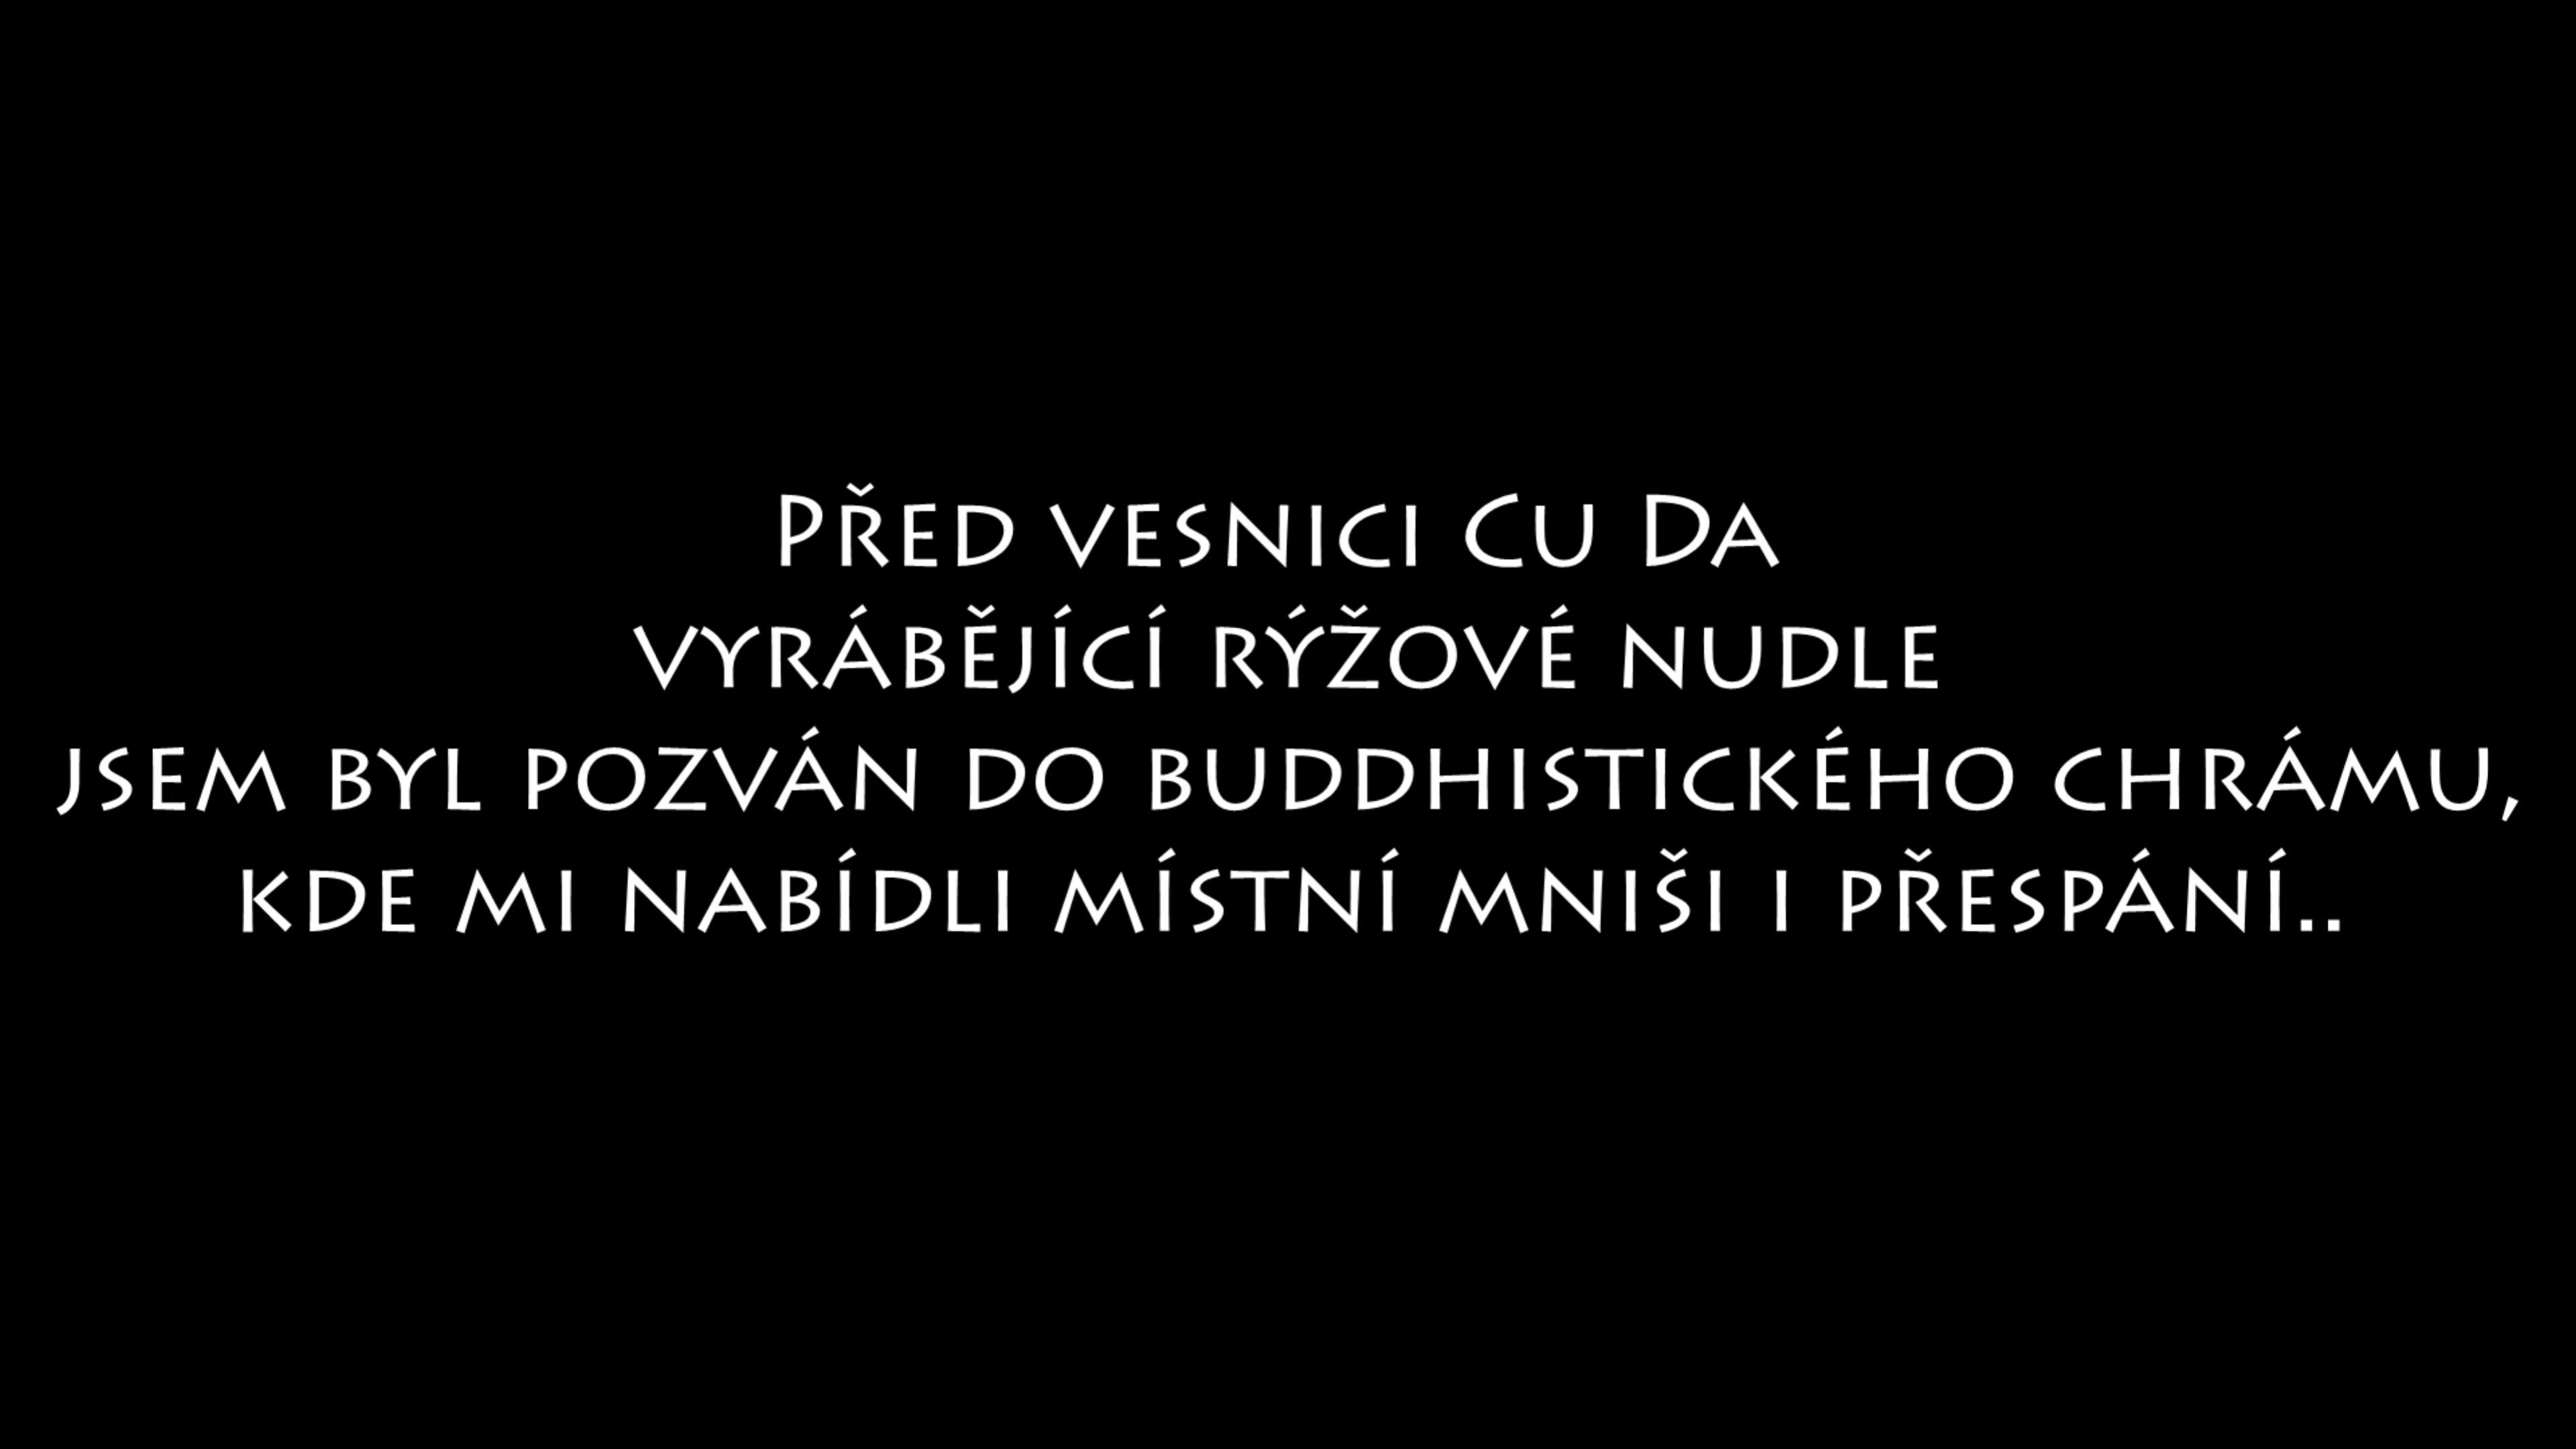 Před vesnici Cu Da
vyrábějící rýžové nudle
jsem byl pozván do buddhistického chrámu,
kde mi nabídli místní mniši i přespání..